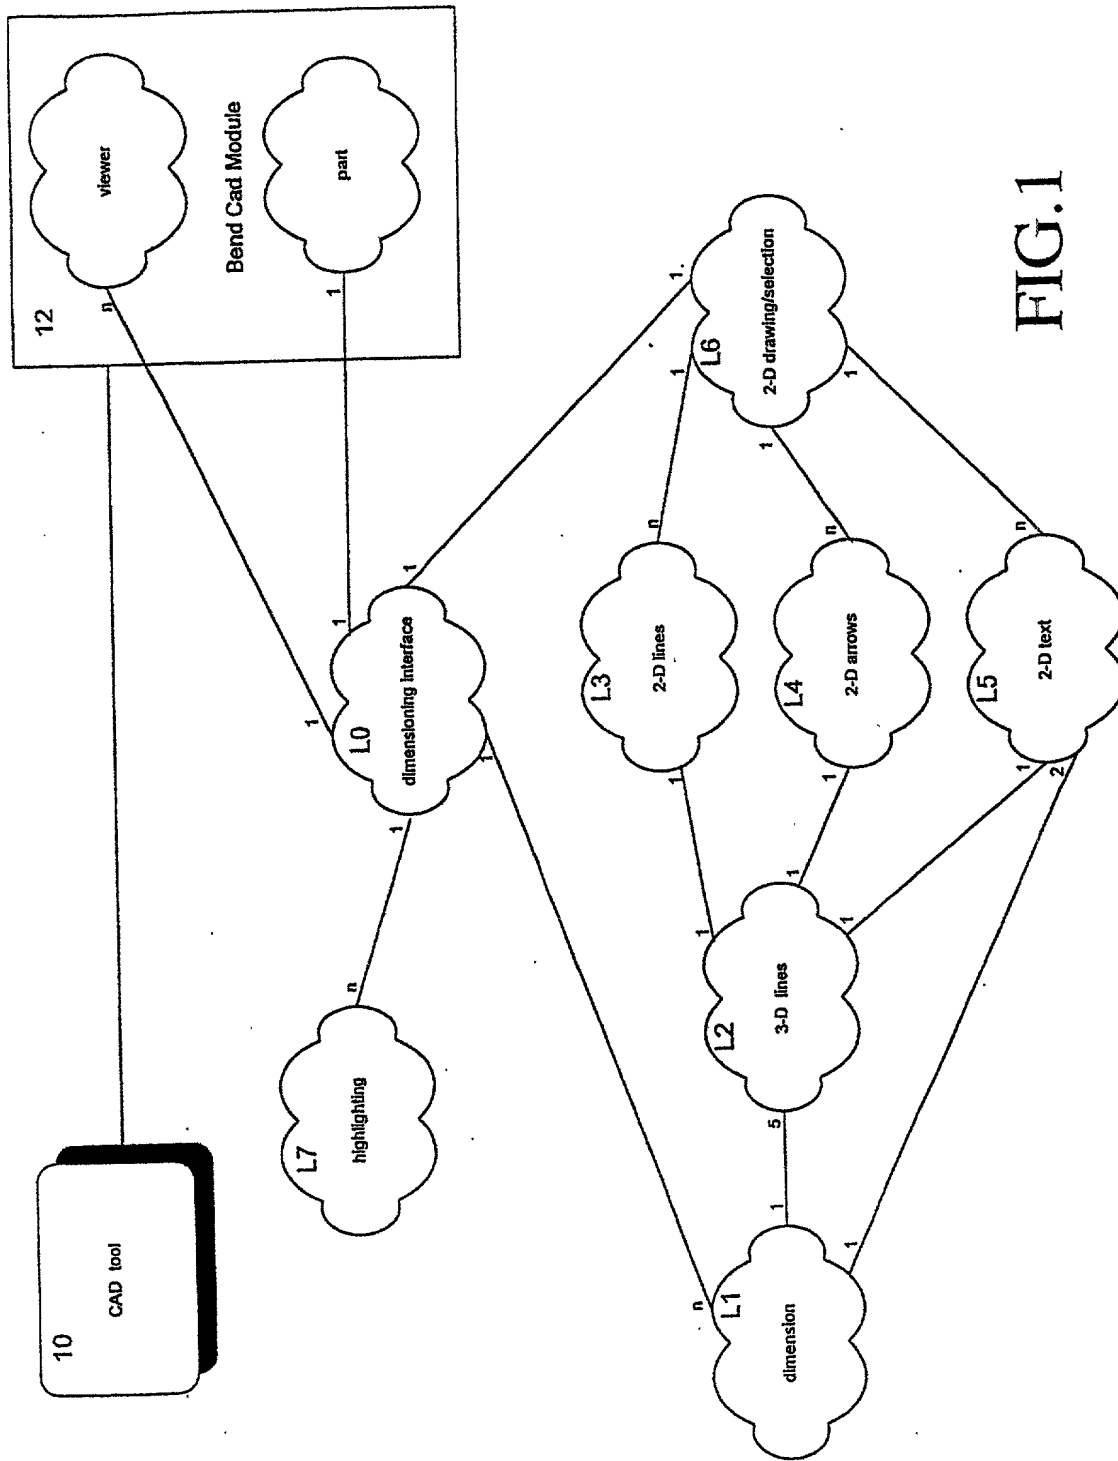 10
CAD tool
12
viewer
Bend Cad Module
part
n
1
L7
highlighting
n
1
L0
dimensioning interface
1
1
1
1
1
L1
dimension
n
1
1
5
L2
3-D lines
1
1
1
L3
2-D lines
1
n
L4
2-D arrows
1
n
L5
2-D text
1
2
n
L6
2-D drawing/selection
1.
1
1
1
FIG.1